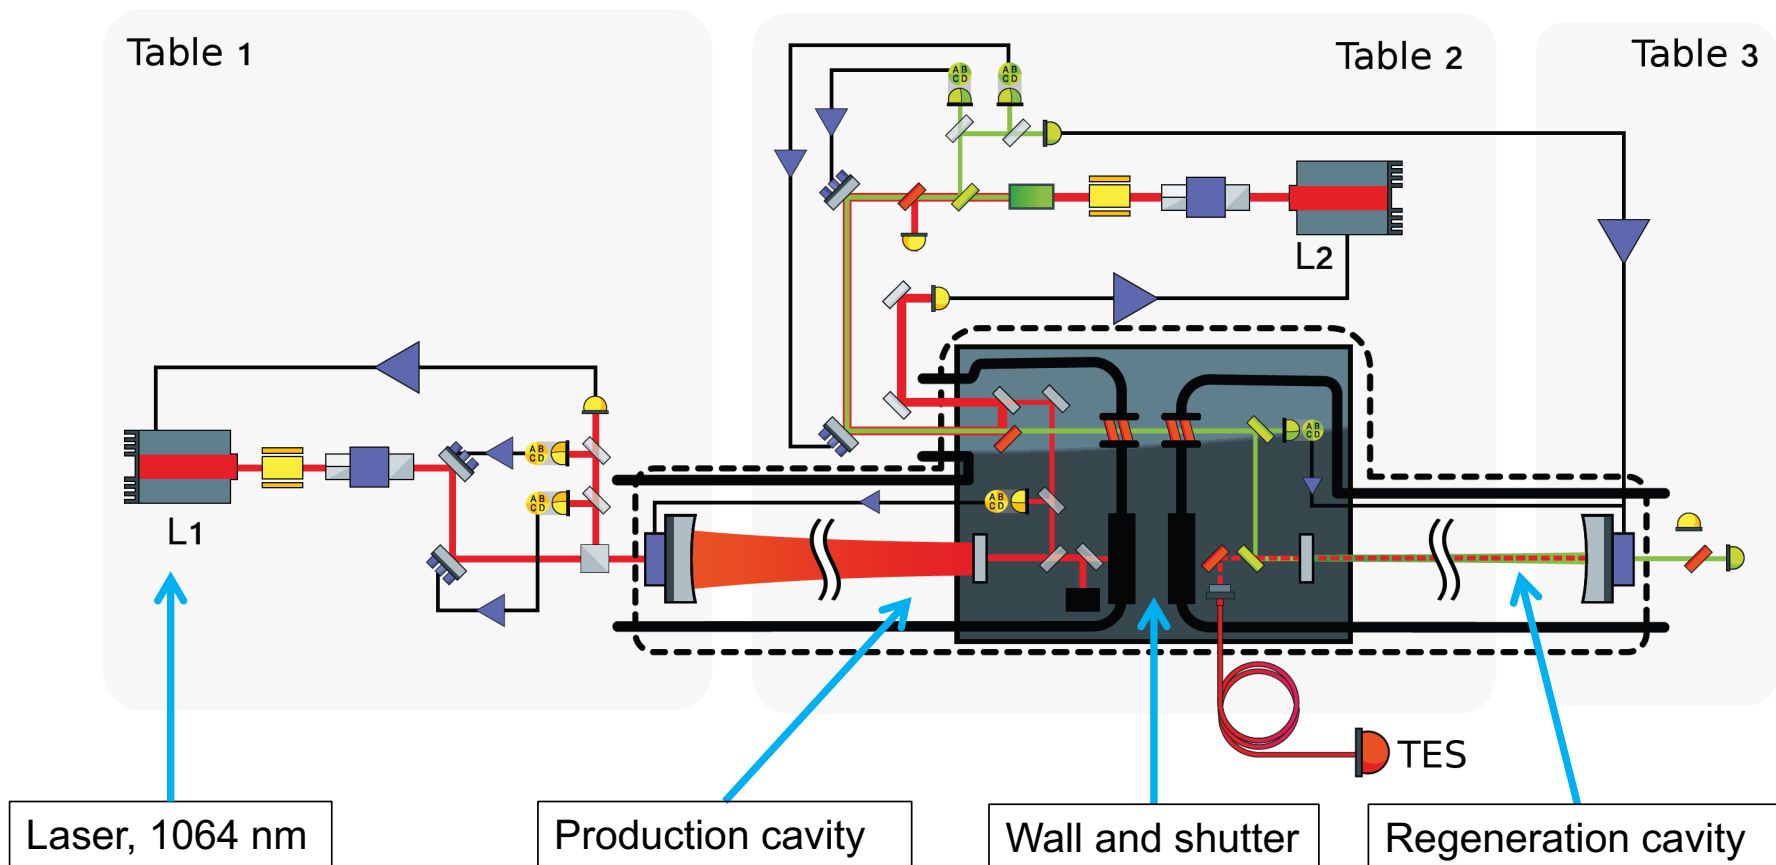 Table 1
Table 2
Table 3
A B
C D
A B
C D
L2
A B
C D
A B
C D
A B
C D
A B
C D
L1
TES
Laser, 1064 nm
Production cavity
Wall and shutter
Regeneration cavity